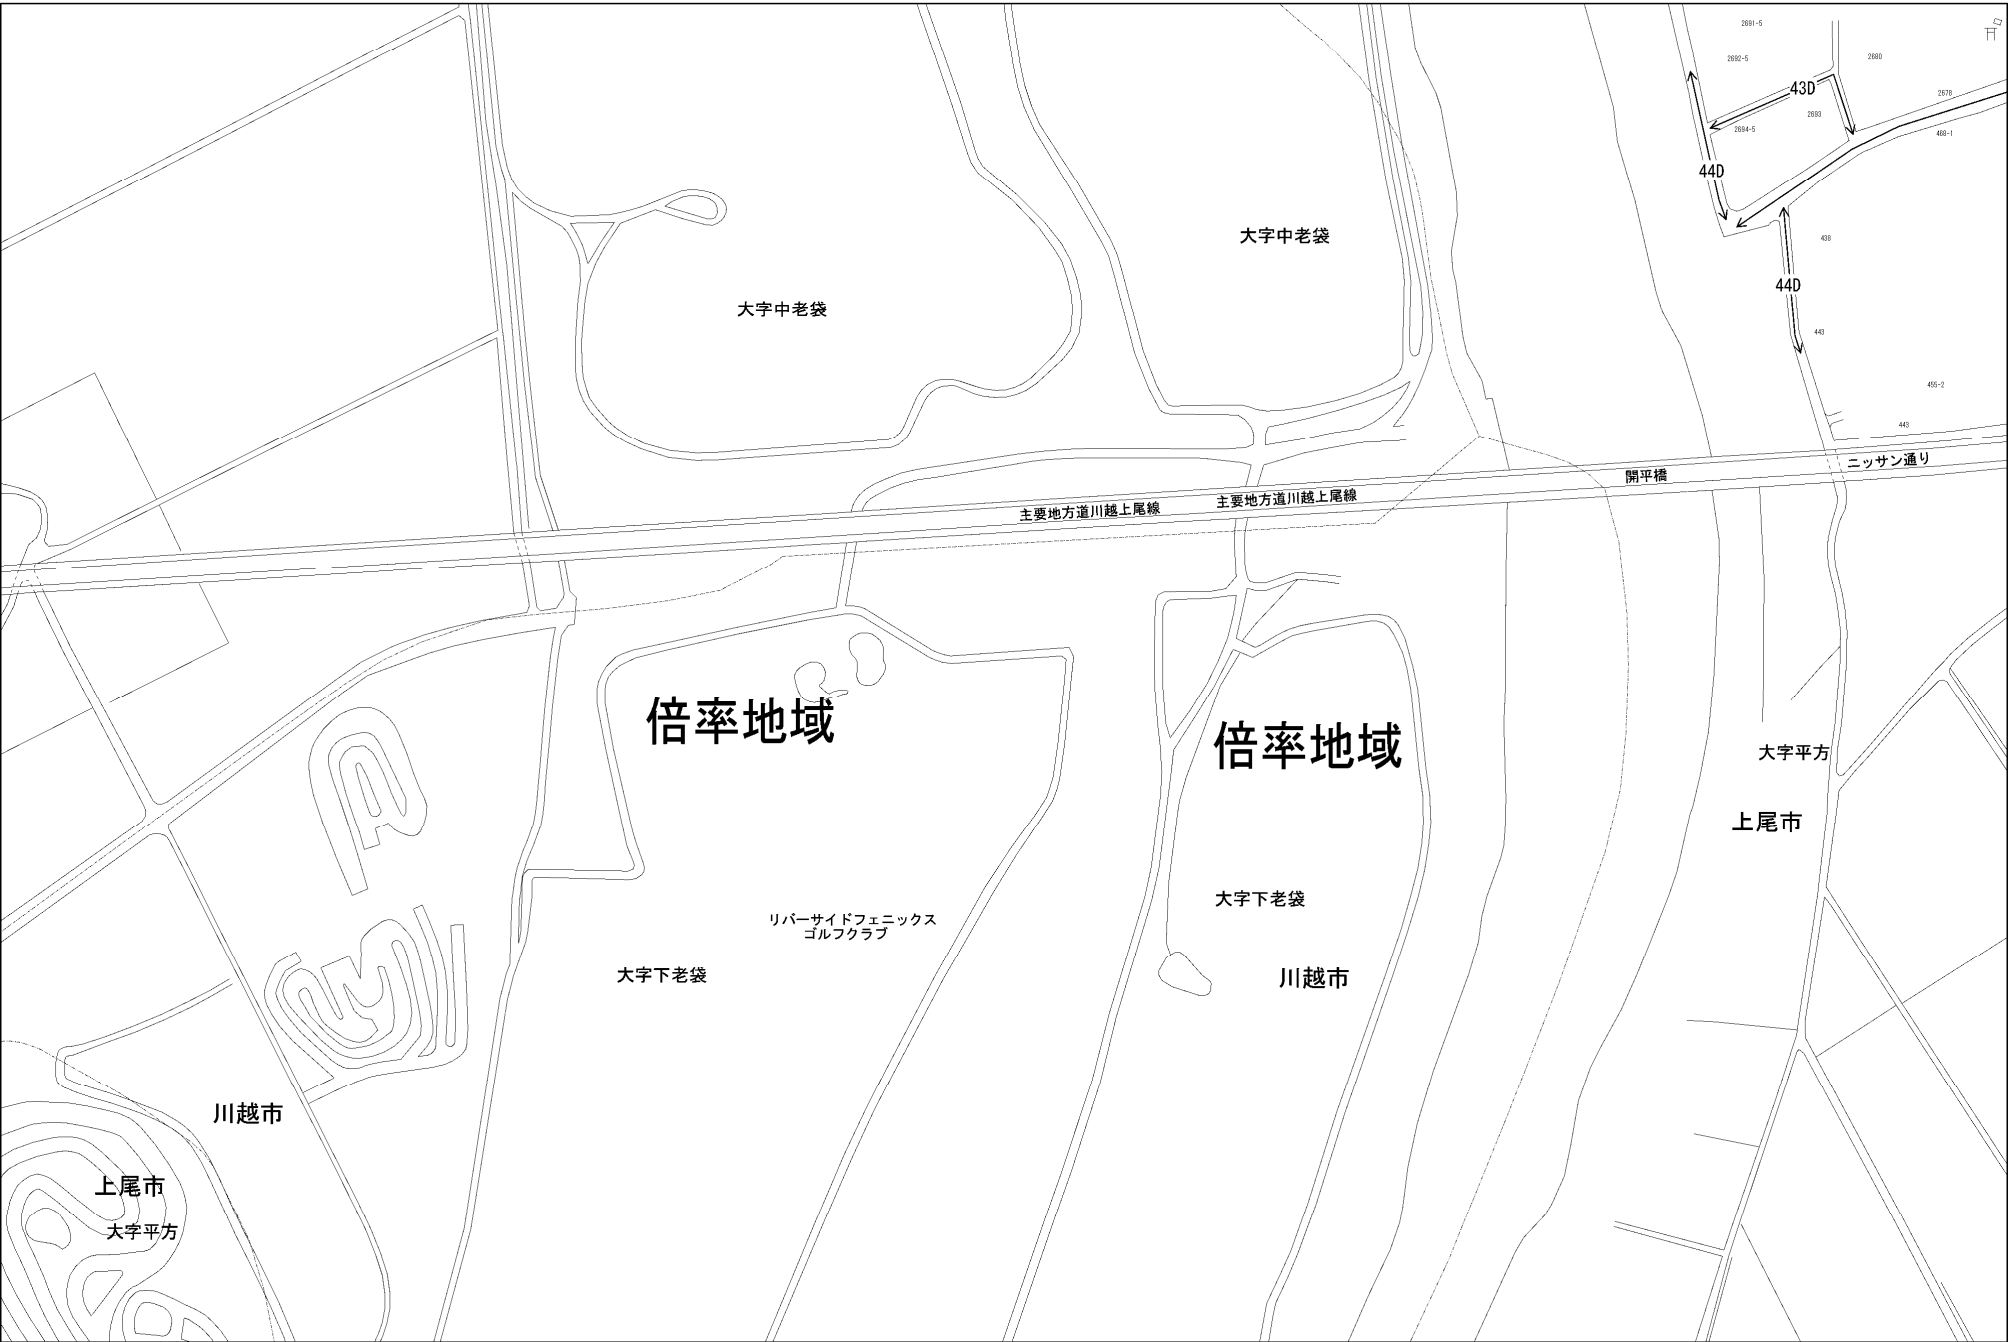 2691-5
2692-5
2680
43D
2678
2693
2694-5
468-1
44D
大字中老袋
438
44D
大字中老袋
443
455-2
443
ニッサン通り
開平橋
主要地方道川越上尾線
主要地方道川越上尾線
倍率地域
倍率地域
大字平方
上尾市
大字下老袋
リバーサイドフェニックス
ゴルフクラブ
大字下老袋
川越市
川越市
上尾市
大字平方